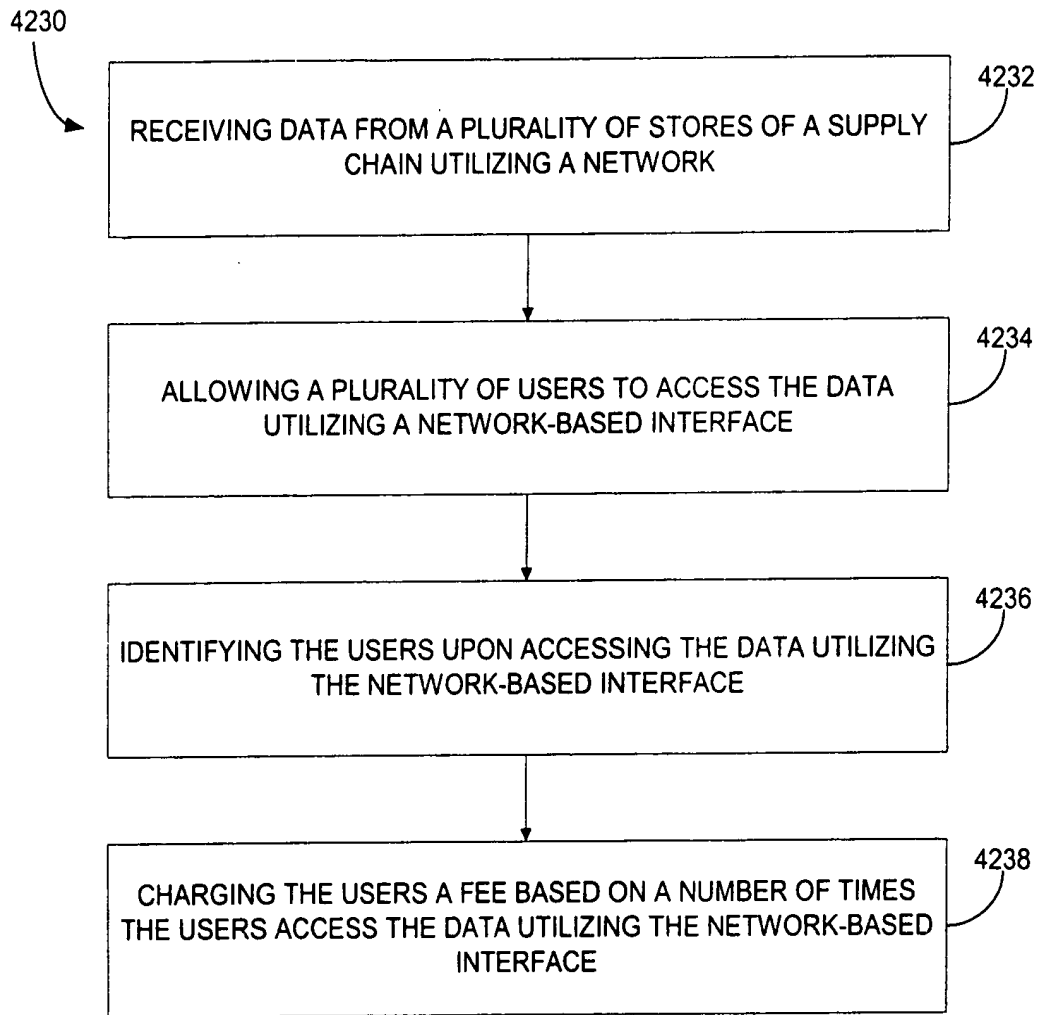 4230
4232
RECEIVING DATA FROM A PLURALITY OF STORES OF A SUPPLY
CHAIN UTILIZING A NETWORK
4234
ALLOWING A PLURALITY OF USERS TO ACCESS THE DATA
UTILIZING A NETWORK-BASED INTERFACE
4236
IDENTIFYING THE USERS UPON ACCESSING THE DATA UTILIZING
THE NETWORK-BASED INTERFACE
4238
CHARGING THE USERS A FEE BASED ON A NUMBER OF TIMES
THE USERS ACCESS THE DATA UTILIZING THE NETWORK-BASED
INTERFACE